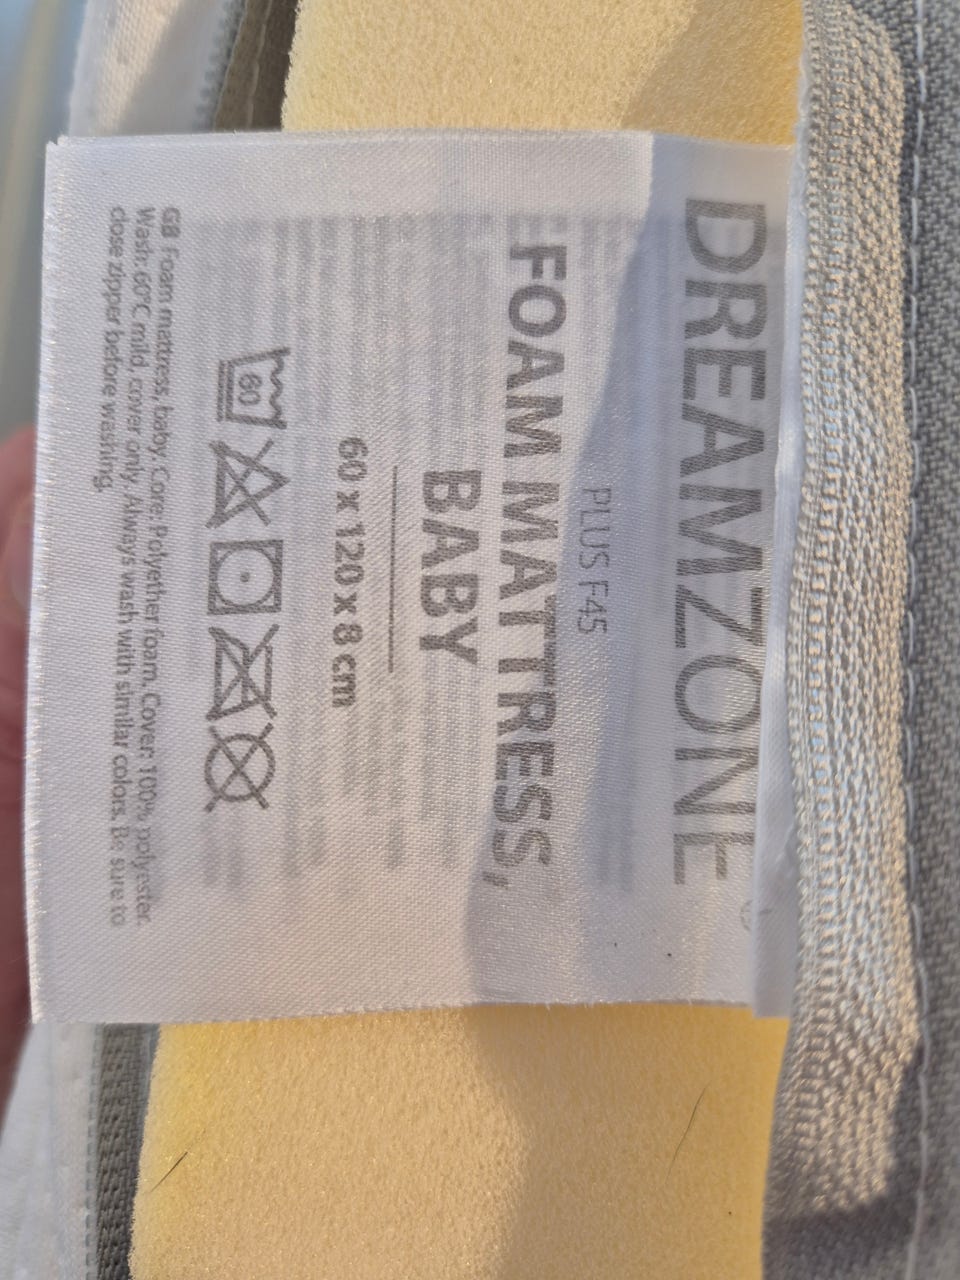 DREAMZONE
PLUS F45
FOAM MATTRESS,
BABY
60 x 120 x 8 cm
60
GB Foam mattress, baby. Core: Polyether foam. Cover: 100% polyester.
Wash: 60°C mild, cover only. Always wash with similar colors. Be sure to
close zipper before washing.